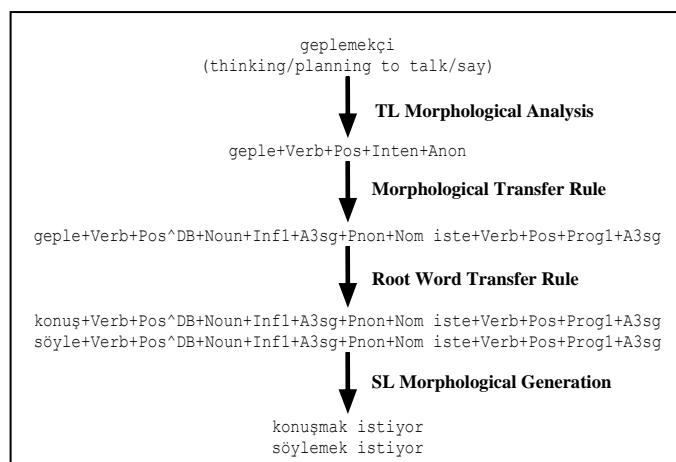 geplemekçi
(thinking/planning to talk/say)
TL Morphological Analysis
geple+Verb+Pos+Inten+Anon
Morphological Transfer Rule
geple+Verb+Pos^DB+Noun+Inf1+A3sg+Pnon+Nom iste+Verb+Pos+Prog1+A3sg
Root Word Transfer Rule
konuş+Verb+Pos^DB+Noun+Inf1+A3sg+Pnon+Nom iste+Verb+Pos+Prog1+A3sg
söyle+Verb+Pos^DB+Noun+Inf1+A3sg+Pnon+Nom iste+Verb+Pos+Prog1+A3sg
SL Morphological Generation
konuşmak istiyor
söylemek istiyor